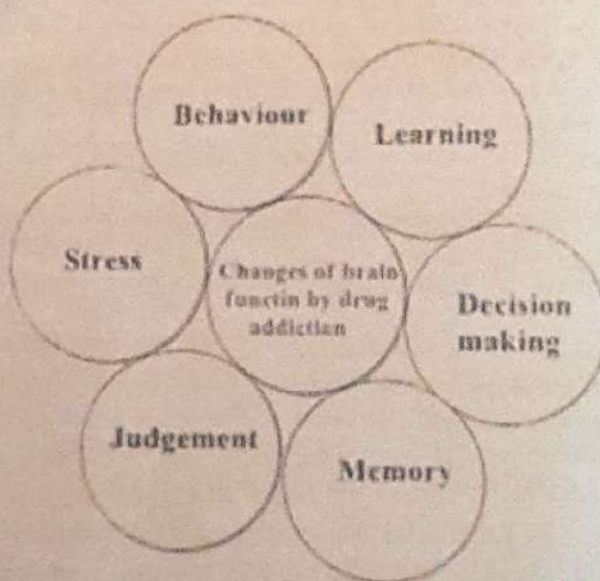 Behaviour
Learning
Stress
Changes of brain
functin by drug
addiction
Decision
making
Judgement
Memory